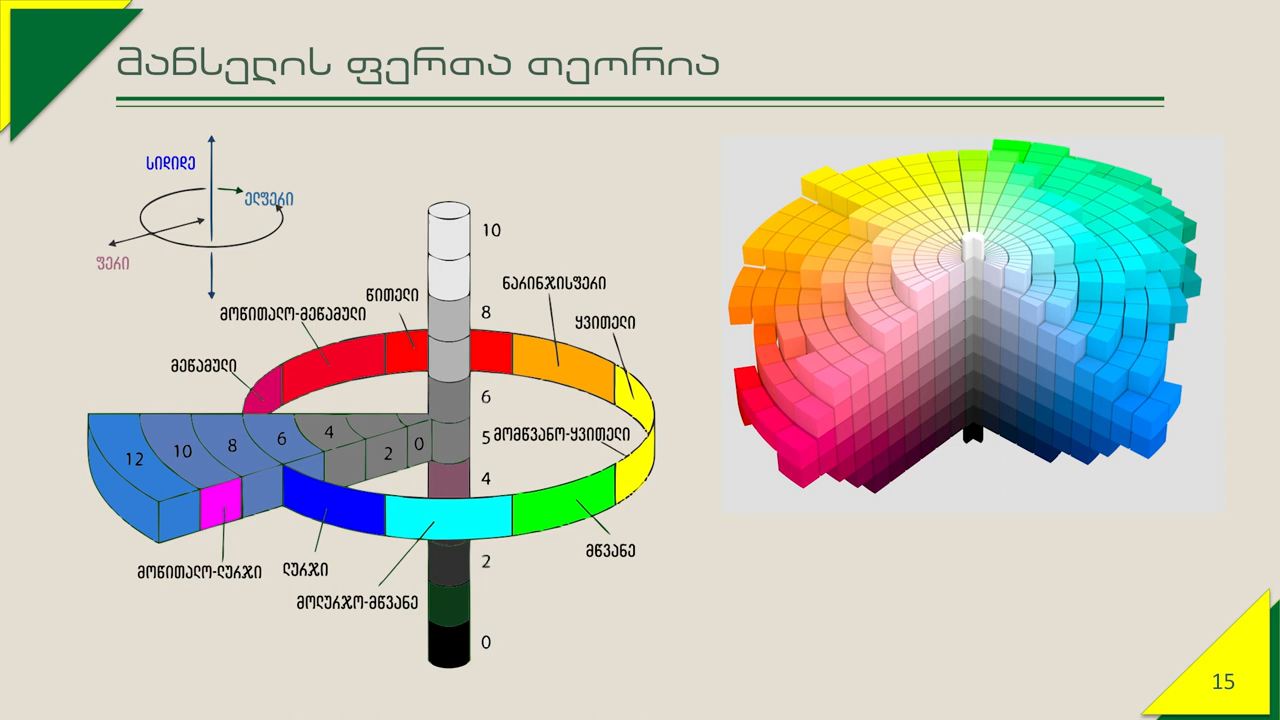 მანსელის ფერთა თეორია
სიდიდე
ელფერი
ფერი
10
ნარინჯისფერი
წითელი
8
მოწითალო-მეწამული
ყვითელი
მეწამული
6
4
6
8
10
12
2
0
5
მომწვანო-ყვითელი
4
მწვანე
2
მოწითალო-ლურჯი
ლურჯი
მოლურჯო-მწვანე
0
15